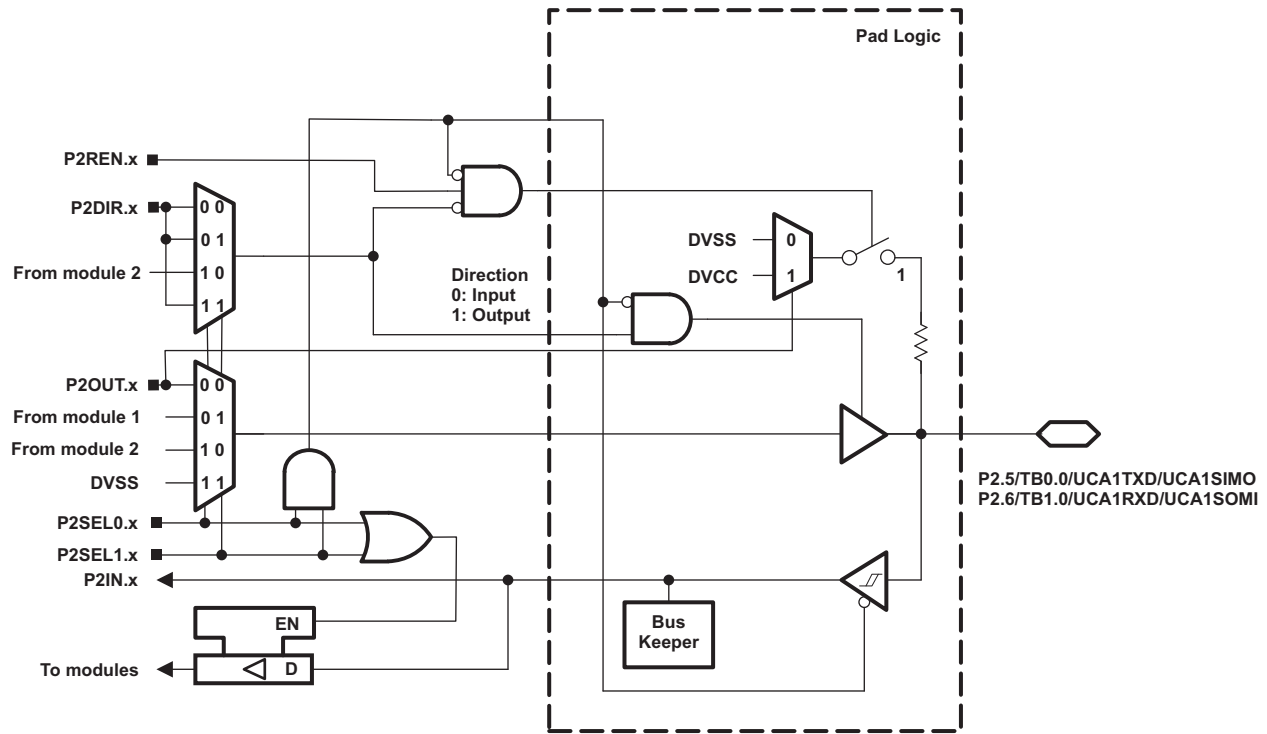 Pad Logic
P2REN.x
P2DIR.x
0 0
0 1
From module 2
1 0
1 1
Direction
0: Input
1: Output
DVSS
0
DVCC
1
1
P2OUT.x
0 0
From module 1
0 1
From module 2
1 0
DVSS
1 1
P2.5/TB0.0/UCA1TXD/UCA1SIMO
P2.6/TB1.0/UCA1RXD/UCA1SOMI
P2SEL0.x
P2SEL1.x
P2IN.x
EN
Bus
Keeper
To modules
D